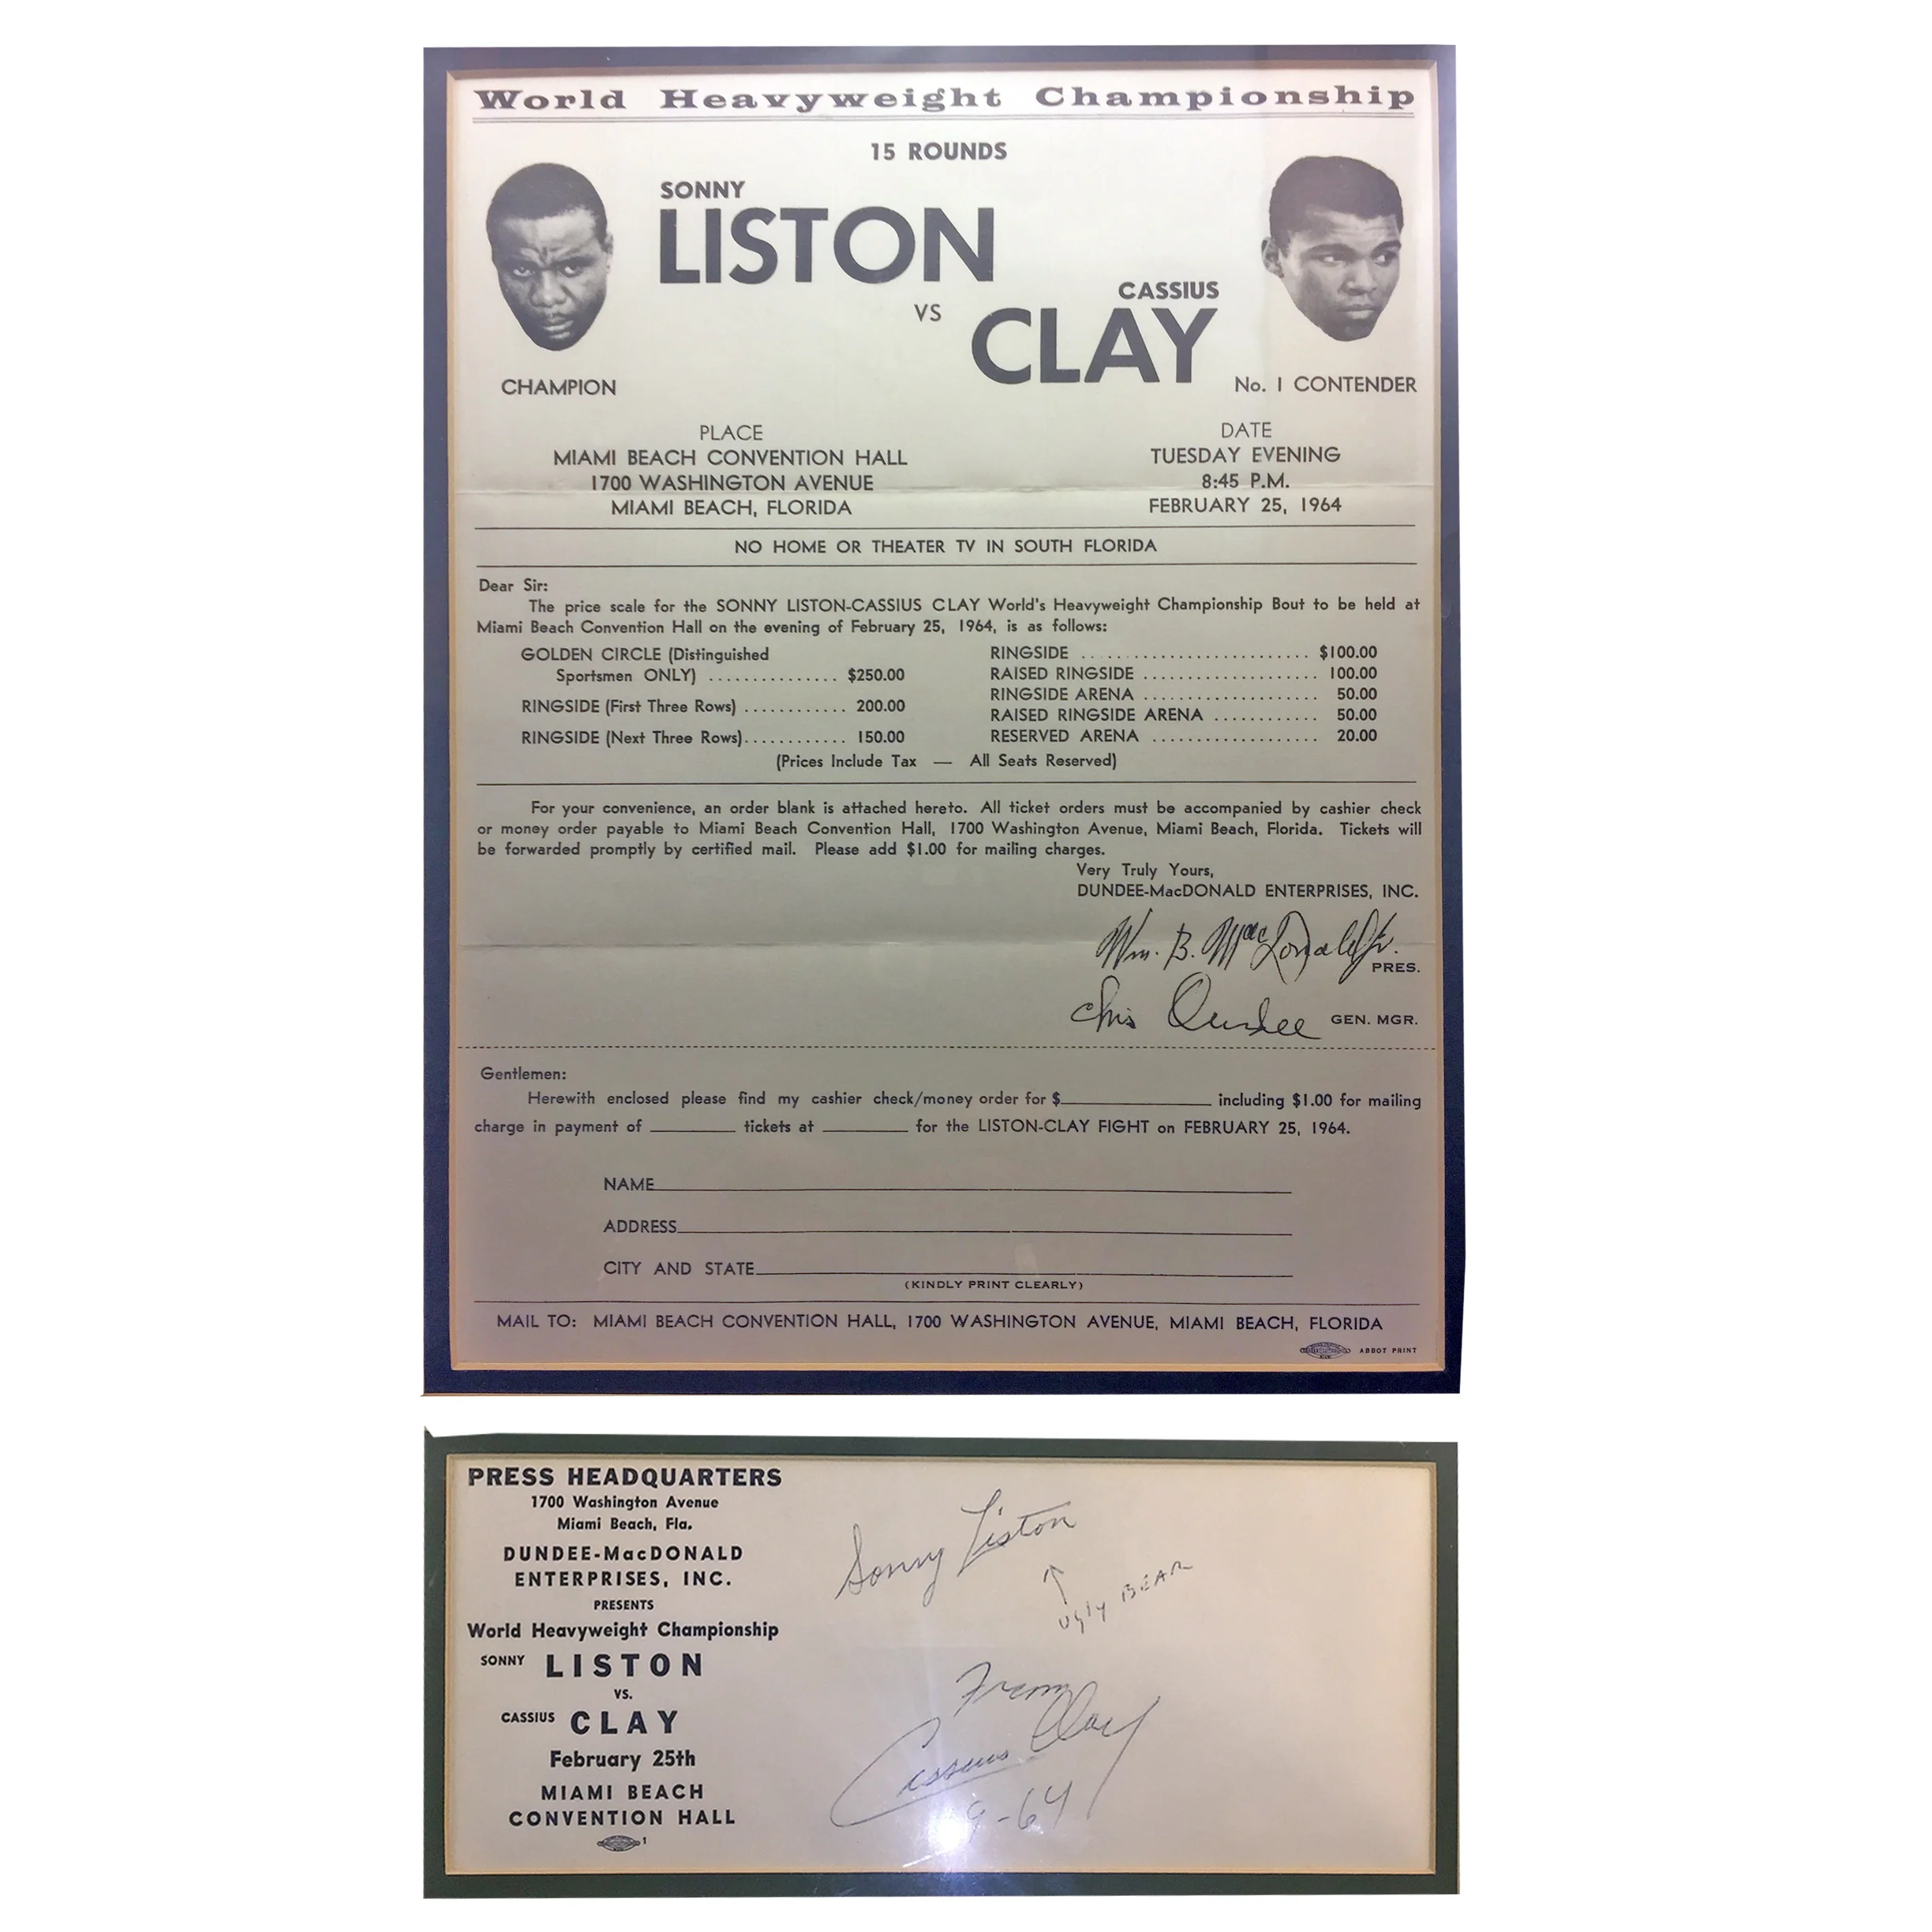 World Heavyweight Championship
15 ROUNDS
SONNY
LISTON
VS
CASSIUS
CLAY
CHAMPION
No. 1 CONTENDER
PLACE
MIAMI BEACH CONVENTION HALL
1700 WASHINGTON AVENUE
MIAMI BEACH, FLORIDA
DATE
TUESDAY EVENING
8:45 P.M.
FEBRUARY 25, 1964
NO HOME OR THEATER TV IN SOUTH FLORIDA
Dear Sir:
The price scale for the SONNY LISTON-CASSIUS CLAY World's Heavyweight Championship Bout to be held at
Miami Beach Convention Hall on the evening of February 25, 1964, is as follows:
GOLDEN CIRCLE (Distinguished
Sportsmen ONLY) ............... $250.00
RINGSIDE (First Three Rows) ............ 200.00
RINGSIDE (Next Three Rows)............ 150.00
RINGSIDE .......................... $100.00
RAISED RINGSIDE .................... 100.00
RINGSIDE ARENA .................... 50.00
RAISED RINGSIDE ARENA ............ 50.00
RESERVED ARENA ................... 20.00
(Prices Include Tax — All Seats Reserved)
For your convenience, an order blank is attached hereto. All ticket orders must be accompanied by cashier check
or money order payable to Miami Beach Convention Hall, 1700 Washington Avenue, Miami Beach, Florida. Tickets will
be forwarded promptly by certified mail. Please add $1.00 for mailing charges.
Very Truly Yours,
DUNDEE-MacDONALD ENTERPRISES, INC.
Wm. B. MacDonald Jr.
PRES.
Chris Dundee GEN. MGR.
Gentlemen:
Herewith enclosed please find my cashier check/money order for $__________ including $1.00 for mailing
charge in payment of ______ tickets at ______ for the LISTON-CLAY FIGHT on FEBRUARY 25, 1964.
NAME
ADDRESS
CITY AND STATE
(KINDLY PRINT CLEARLY)
MAIL TO: MIAMI BEACH CONVENTION HALL, 1700 WASHINGTON AVENUE, MIAMI BEACH, FLORIDA
ABBOT PRINT
PRESS HEADQUARTERS
1700 Washington Avenue
Miami Beach, Fla.
DUNDEE-MacDONALD
ENTERPRISES, INC.
PRESENTS
World Heavyweight Championship
SONNY LISTON
VS.
CASSIUS CLAY
February 25th
MIAMI BEACH
CONVENTION HALL
1
Sonny Liston
↑
Ugly BEAR
From
Cassius Clay
9-64